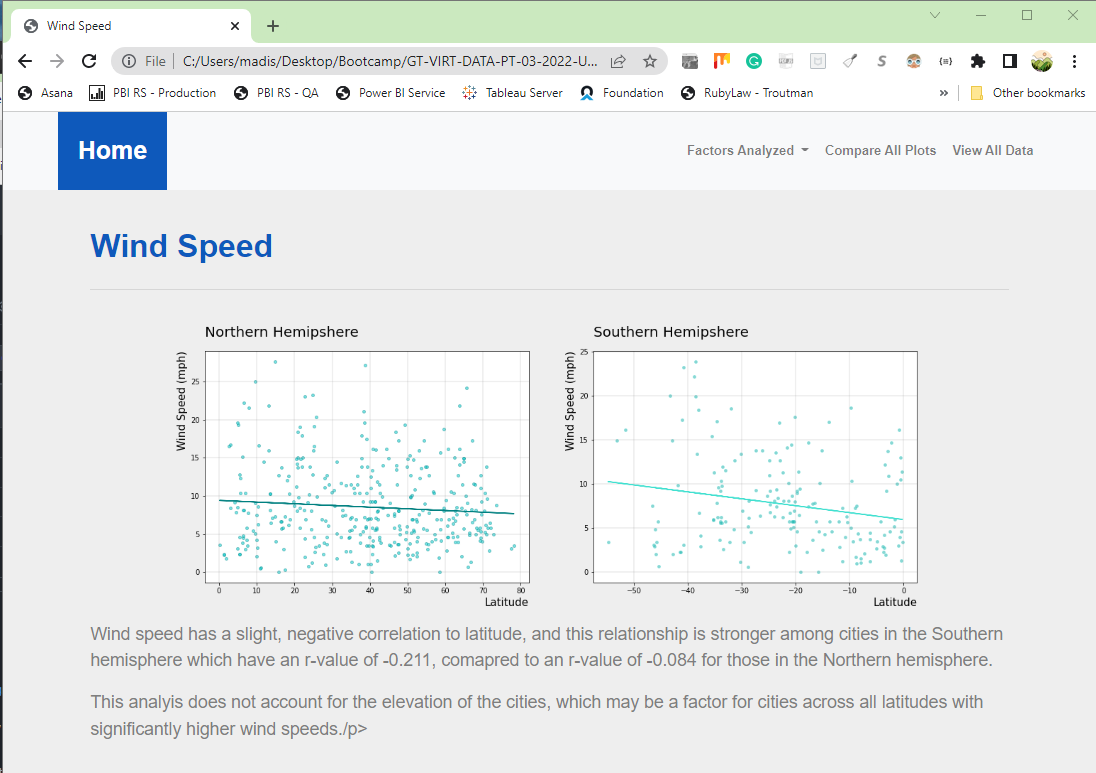 Wind Speed
File
C:/Users/madis/Desktop/Bootcamp/GT-VIRT-DATA-PT-03-2022-U...
Asana PBI RS - Production PBI RS - QA Power BI Service Tableau Server Foundation RubyLaw - Troutman » Other bookmarks
Home Factors Analyzed Compare All Plots View All Data
Wind Speed
Northern Hemipshere
Wind Speed (mph)
25
20
15
10
5
0
0 10 20 30 40 50 60 70 80
Latitude
Southern Hemipshere
Wind Speed (mph)
25
20
15
10
5
0
−50 −40 −30 −20 −10 0
Latitude
Wind speed has a slight, negative correlation to latitude, and this relationship is stronger among cities in the Southern
hemisphere which have an r-value of -0.211, comapred to an r-value of -0.084 for those in the Northern hemisphere.
This analyis does not account for the elevation of the cities, which may be a factor for cities across all latitudes with
significantly higher wind speeds./p>